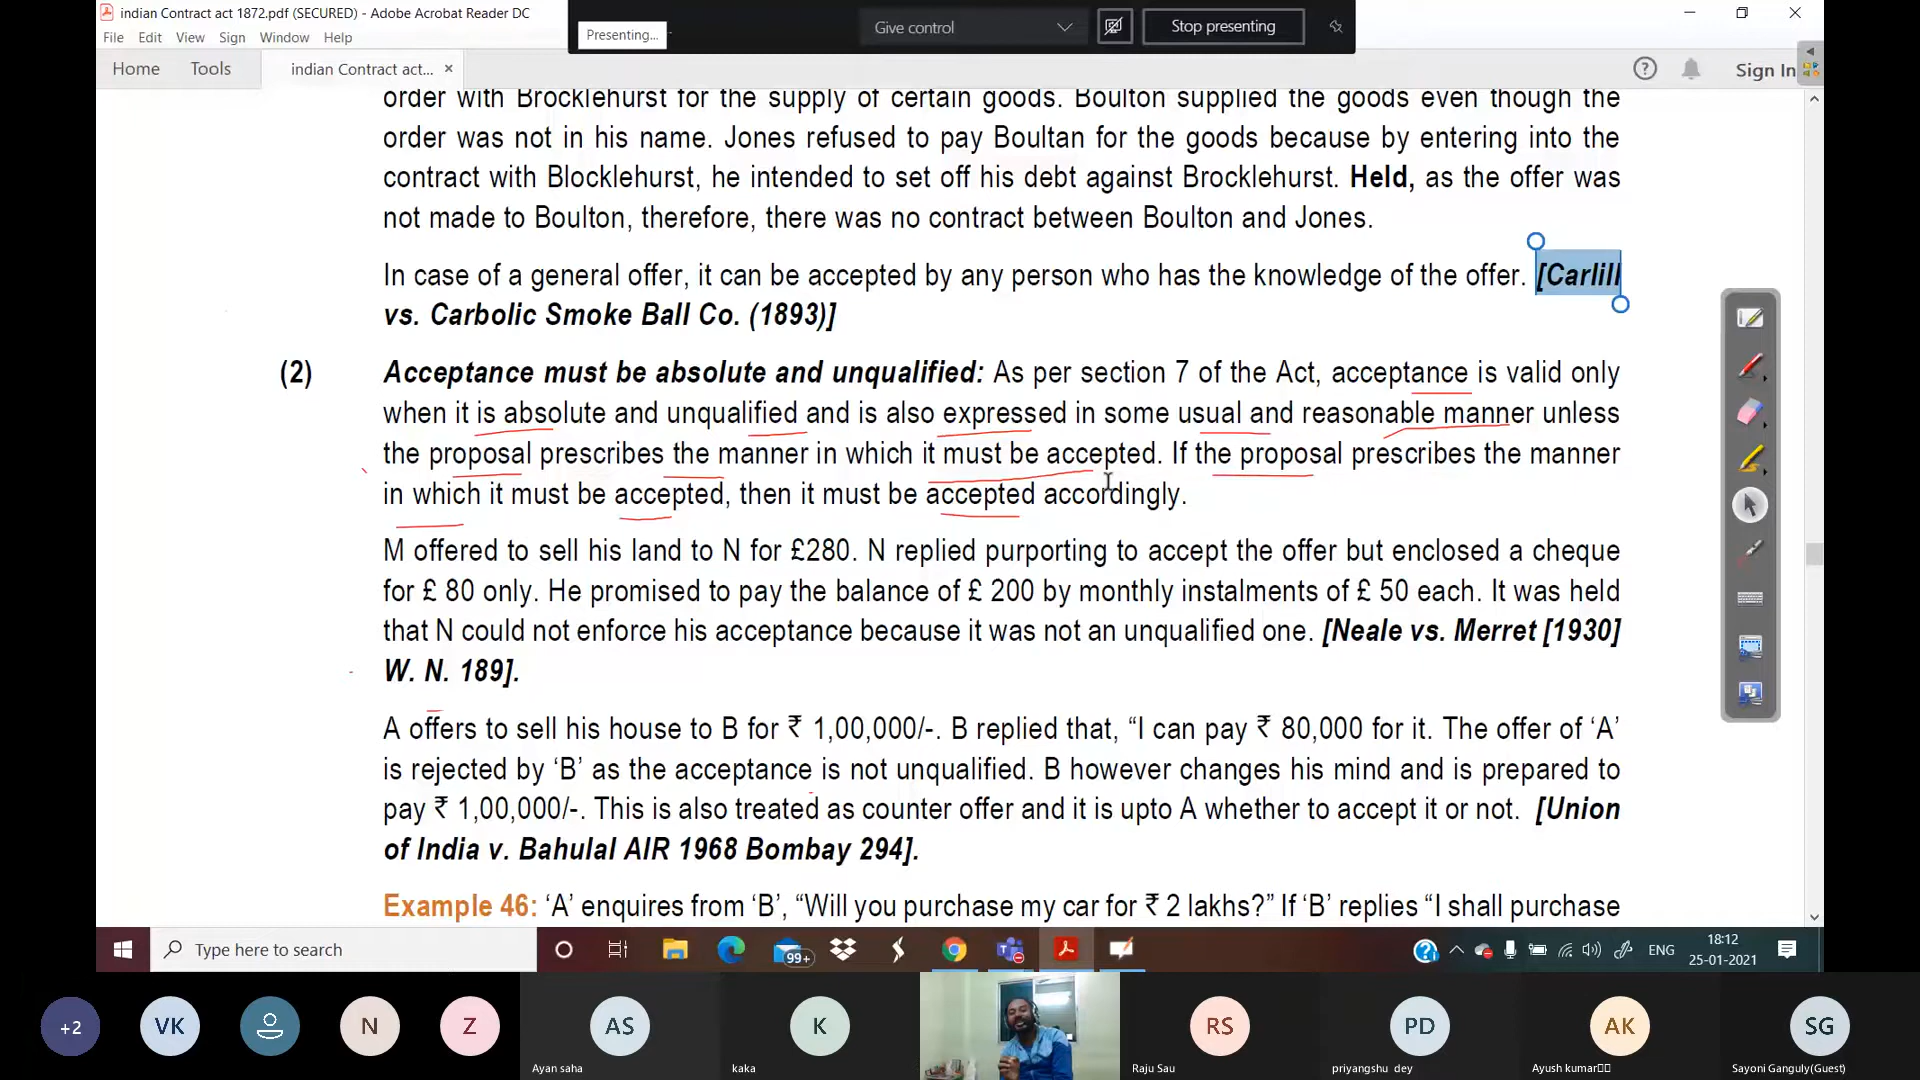 indian Contract act 1872.pdf (SECURED) - Adobe Acrobat Reader DC
File Edit View Sign Window Help
Presenting...
Give control
Stop presenting
Home Tools indian Contract act... ×
Sign In
order with Brocklehurst for the supply of certain goods. Boulton supplied the goods even though the
order was not in his name. Jones refused to pay Boultan for the goods because by entering into the
contract with Blocklehurst, he intended to set off his debt against Brocklehurst. Held, as the offer was
not made to Boulton, therefore, there was no contract between Boulton and Jones.
In case of a general offer, it can be accepted by any person who has the knowledge of the offer. [Carlill
vs. Carbolic Smoke Ball Co. (1893)]
(2) Acceptance must be absolute and unqualified: As per section 7 of the Act, acceptance is valid only
when it is absolute and unqualified and is also expressed in some usual and reasonable manner unless
the proposal prescribes the manner in which it must be accepted. If the proposal prescribes the manner
in which it must be accepted, then it must be accepted accordingly.
M offered to sell his land to N for £280. N replied purporting to accept the offer but enclosed a cheque
for £ 80 only. He promised to pay the balance of £ 200 by monthly instalments of £ 50 each. It was held
that N could not enforce his acceptance because it was not an unqualified one. [Neale vs. Merret [1930]
W. N. 189].
A offers to sell his house to B for ₹ 1,00,000/-. B replied that, “I can pay ₹ 80,000 for it. The offer of ‘A’
is rejected by ‘B’ as the acceptance is not unqualified. B however changes his mind and is prepared to
pay ₹ 1,00,000/-. This is also treated as counter offer and it is upto A whether to accept it or not. [Union
of India v. Bahulal AIR 1968 Bombay 294].
Example 46: ‘A’ enquires from ‘B’, “Will you purchase my car for ₹ 2 lakhs?” If ‘B’ replies “I shall purchase
Type here to search
99+
ENG
18:12
25-01-2021
+2 VK N Z AS K RS PD AK SG
Ayan saha kaka Raju Sau priyangshu dey Ayush kumar Sayoni Ganguly(Guest)